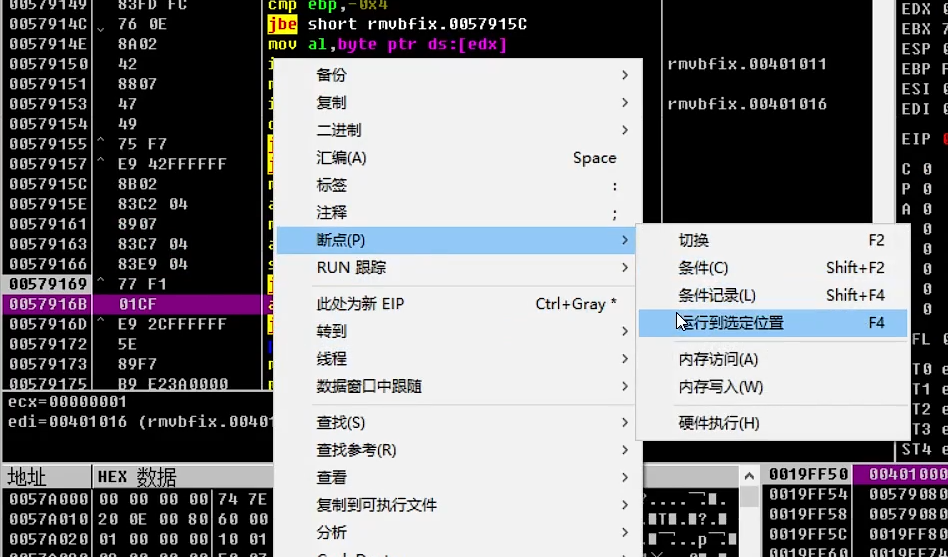 00579149 83FD FC cmp ebp,-0x4 EDX
0057914C 76 0E jbe short rmvbfix.0057915C
0057914E 8A02 mov al,byte ptr ds:[edx] EBX 7
00579150 42 rmvbfix.00401011 ESP 0
00579151 8807 EBP F
00579153 47 rmvbfix.00401016 ESI 0
00579154 49 EDI 0
00579155 ^ 75 F7 EIP
00579157 ^ E9 42FFFFFF
0057915C 8B02 C 0
0057915E 83C2 04 P 0
00579161 8907 A 0
00579163 83C7 04
00579166 83E9 04
00579169 ^ 77 F1
0057916B 01CF
0057916D ^ E9 2CFFFFFF
00579172 5E FL 0
00579173 89F7 T0 e
00579175 B9 E23A0000 T1 e
ecx=00000001 T2 e
edi=00401016 (rmvbfix.00401 T3 e
ST4 e
备份
复制
二进制
汇编(A) Space
标签 :
注释 ;
断点(P)
RUN 跟踪
此处为新 EIP Ctrl+Gray *
转到
线程
数据窗口中跟随
查找(S)
查找参考(R)
查看
复制到可执行文件
分析
切换 F2
条件(C) Shift+F2
条件记录(L) Shift+F4
运行到选定位置 F4
内存访问(A)
内存写入(W)
硬件执行(H)
地址 HEX 数据
0057A000 00 00 00 00 74 7E
0057A010 20 0E 00 80 60 00
0057A020 01 00 00 00 10 01
0019FF50 00401000
0019FF54 00579080
0019FF58 00579080
0019FF5C 0019FF80
0019FF60 0019FF74